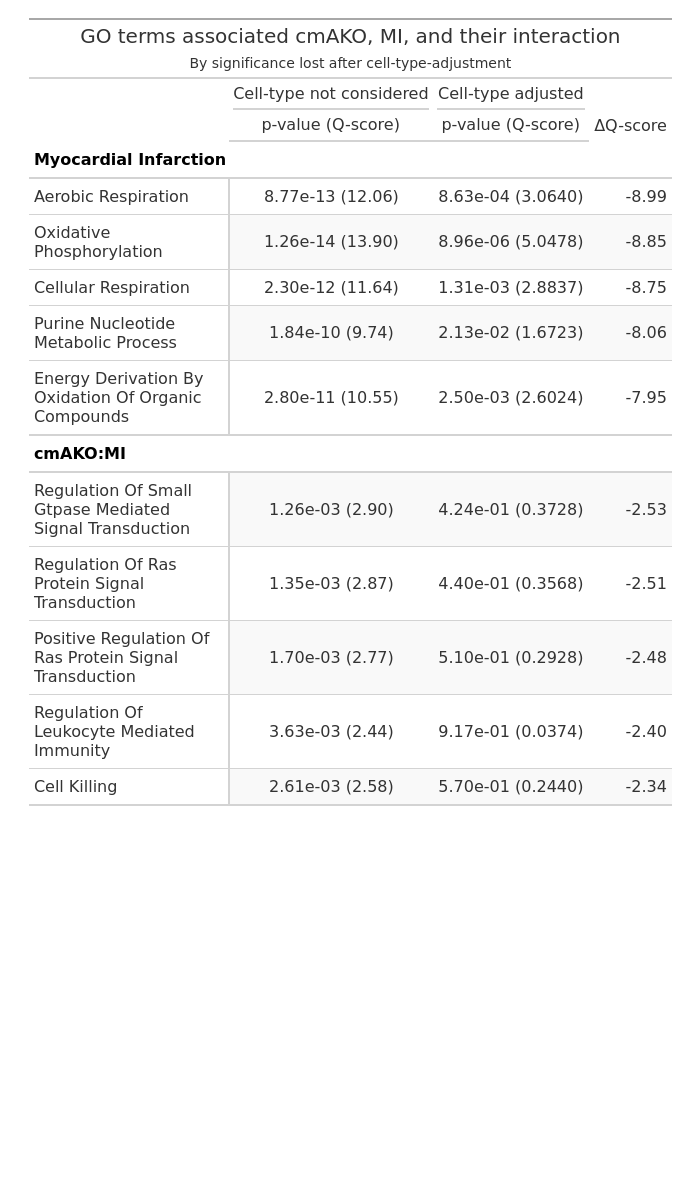 GO terms associated cmAKO, MI, and their interaction
By significance lost after cell-type-adjustment
Cell-type not considered Cell-type adjusted
p-value (Q-score) p-value (Q-score) ΔQ-score
Myocardial Infarction
Aerobic Respiration 8.77e-13 (12.06) 8.63e-04 (3.0640) -8.99
Oxidative
Phosphorylation 1.26e-14 (13.90) 8.96e-06 (5.0478) -8.85
Cellular Respiration 2.30e-12 (11.64) 1.31e-03 (2.8837) -8.75
Purine Nucleotide
Metabolic Process 1.84e-10 (9.74) 2.13e-02 (1.6723) -8.06
Energy Derivation By
Oxidation Of Organic 2.80e-11 (10.55) 2.50e-03 (2.6024) -7.95
Compounds
cmAKO:MI
Regulation Of Small
Gtpase Mediated 1.26e-03 (2.90) 4.24e-01 (0.3728) -2.53
Signal Transduction
Regulation Of Ras
Protein Signal 1.35e-03 (2.87) 4.40e-01 (0.3568) -2.51
Transduction
Positive Regulation Of
Ras Protein Signal 1.70e-03 (2.77) 5.10e-01 (0.2928) -2.48
Transduction
Regulation Of
Leukocyte Mediated 3.63e-03 (2.44) 9.17e-01 (0.0374) -2.40
Immunity
Cell Killing 2.61e-03 (2.58) 5.70e-01 (0.2440) -2.34